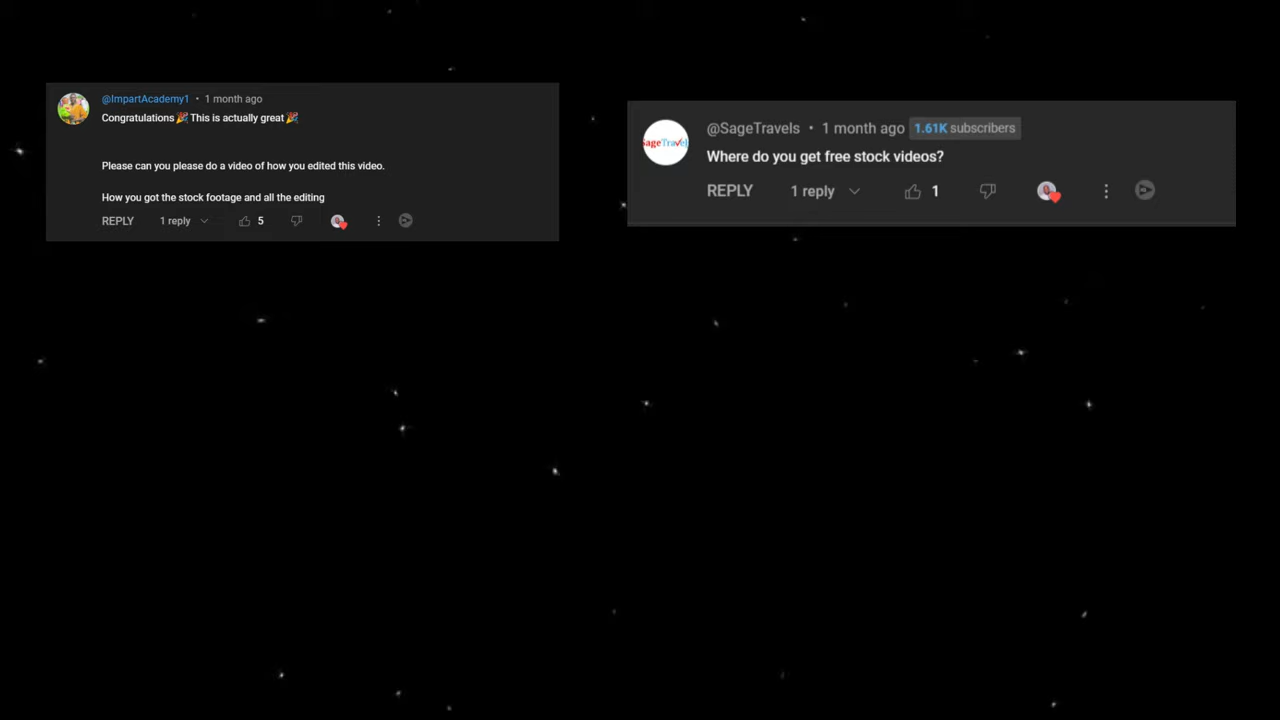 @ImpartAcademy1 • 1 month ago
Congratulations🎉 This is actually great🎉
Please can you please do a video of how you edited this video.
How you got the stock footage and all the editing
REPLY 1 reply 5
@SageTravels • 1 month ago 1.61K subscribers
SageTravel
Where do you get free stock videos?
REPLY 1 reply 1